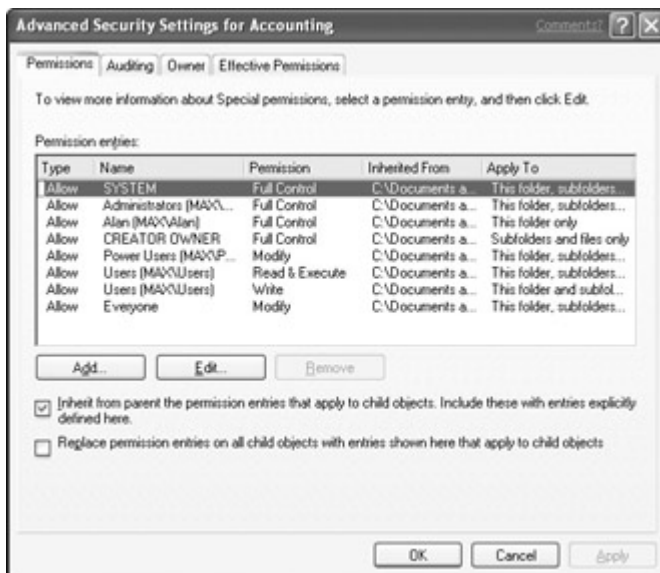 Advanced Security Settings for Accounting Comments?
Permissions Auditing Owner Effective Permissions
To view more information about Special permissions, select a permission entry, and then click Edit.
Permission entries:
Type Name Permission Inherited From Apply To
Allow SYSTEM Full Control C:\Documents a... This folder, subfolders...
Allow Administrators (MAX\... Full Control C:\Documents a... This folder, subfolders...
Allow Alan (MAX\Alan) Full Control C:\Documents a... This folder only
Allow CREATOR OWNER Full Control C:\Documents a... Subfolders and files only
Allow Power Users (MAX\P... Modify C:\Documents a... This folder, subfolders...
Allow Users (MAX\Users) Read & Execute C:\Documents a... This folder, subfolders...
Allow Users (MAX\Users) Write C:\Documents a... This folder and subfol...
Allow Everyone Modify C:\Documents a... This folder, subfolders...
Add... Edit... Remove
Inherit from parent the permission entries that apply to child objects. Include these with entries explicitly
defined here.
Replace permission entries on all child objects with entries shown here that apply to child objects
OK Cancel Apply